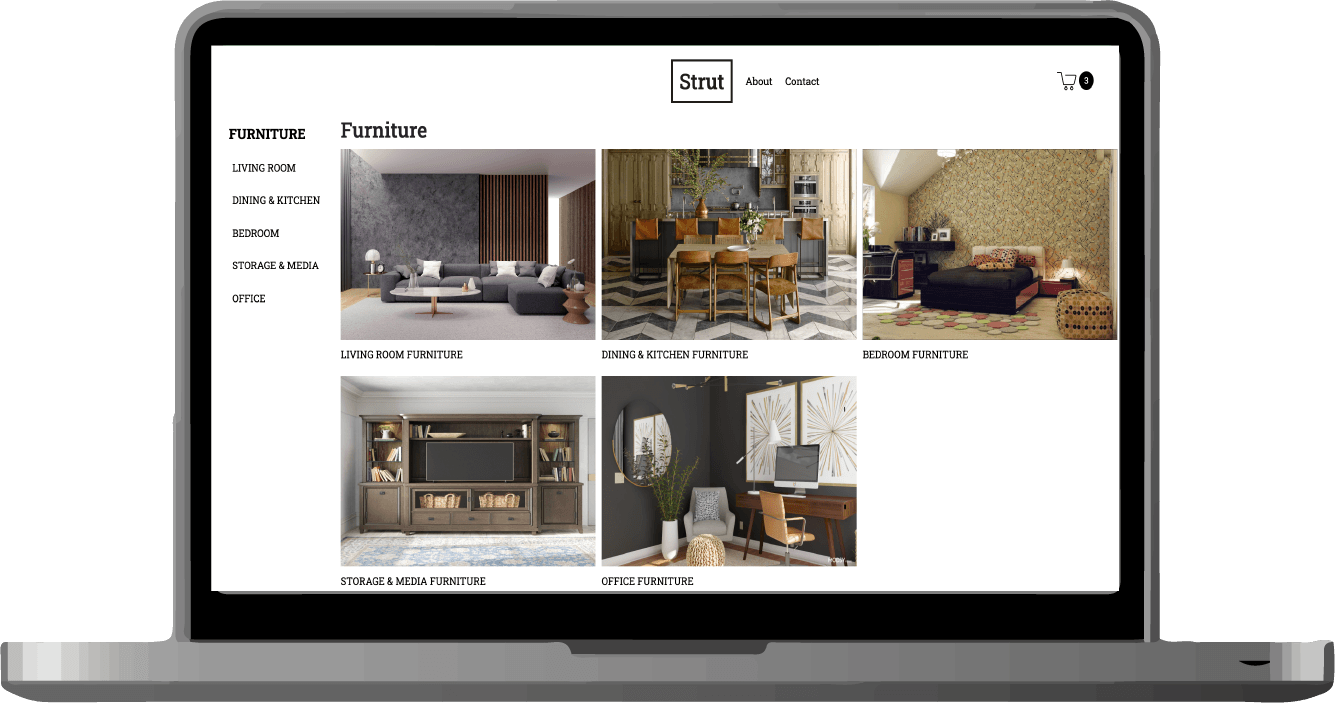 Strut
About
Contact
3
FURNITURE
LIVING ROOM
DINING & KITCHEN
BEDROOM
STORAGE & MEDIA
OFFICE
Furniture
LIVING ROOM FURNITURE
DINING & KITCHEN FURNITURE
BEDROOM FURNITURE
STORAGE & MEDIA FURNITURE
OFFICE FURNITURE